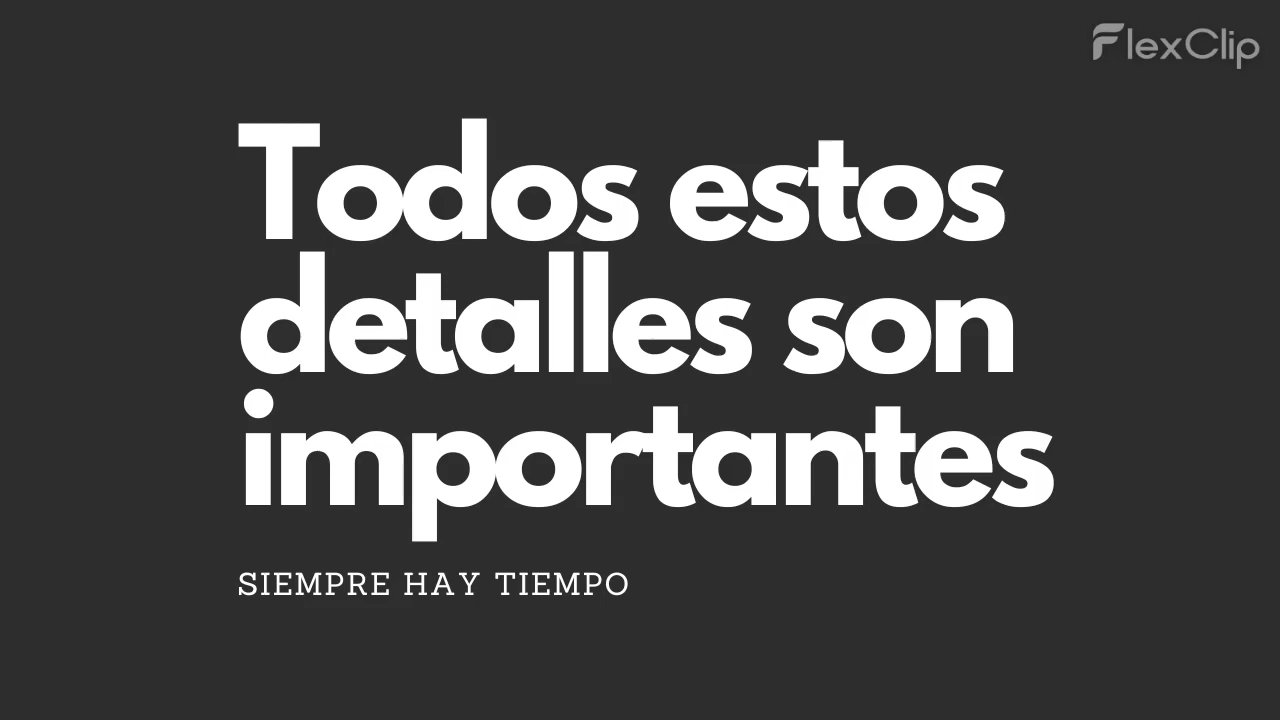 FlexClip
Todos estos
detalles son
importantes
SIEMPRE HAY TIEMPO